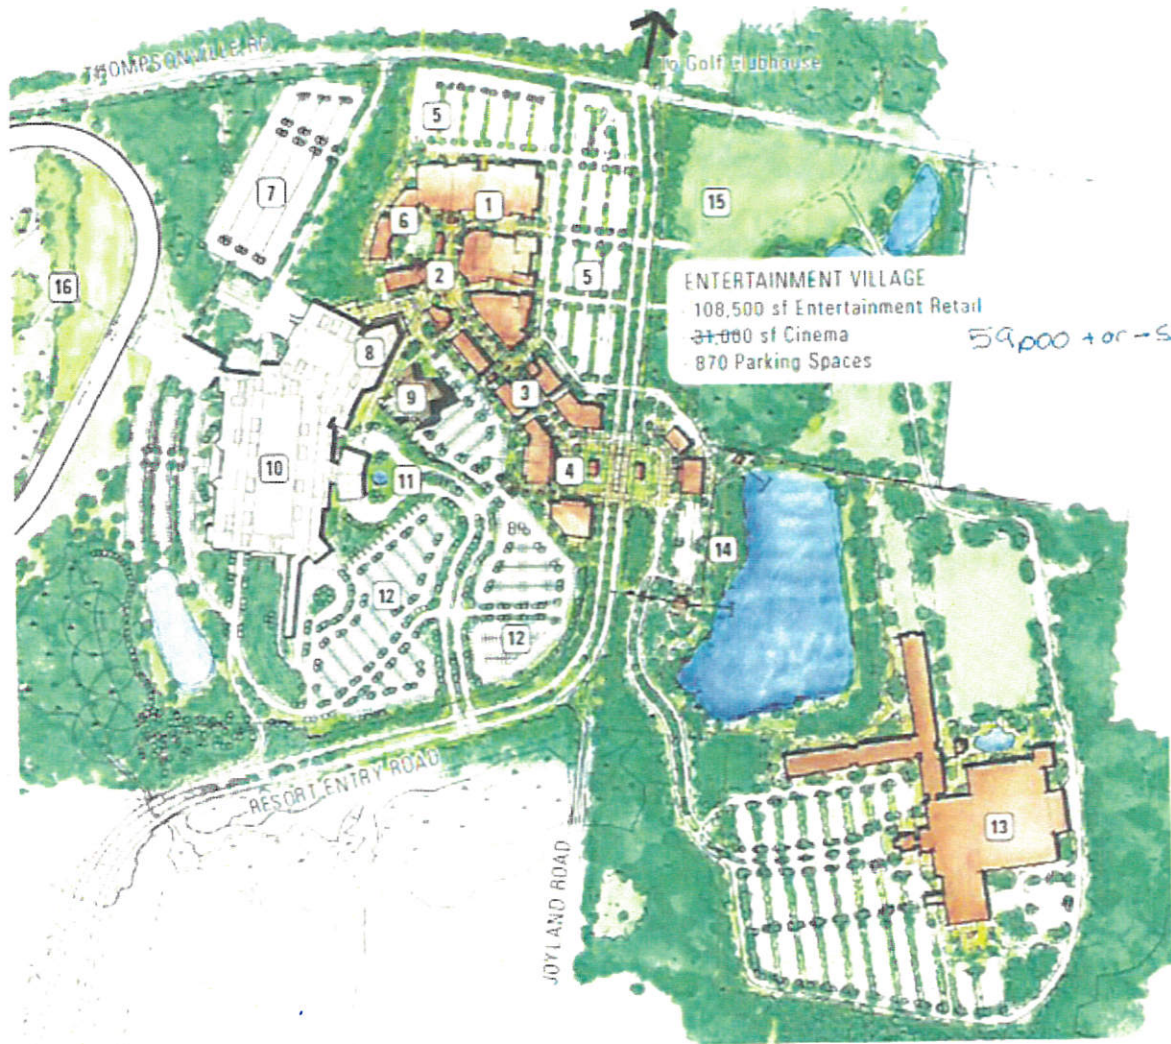 THOMPSONVILLE RD
To Golf Clubhouse
5
7
1
15
6
5
2
16
ENTERTAINMENT VILLAGE
108,500 sf Entertainment Retail
31,000 sf Cinema
59,000 + or - S
870 Parking Spaces
8
9
3
10
4
11
14
12
12
RESORT ENTRY ROAD
13
JOYLAND ROAD